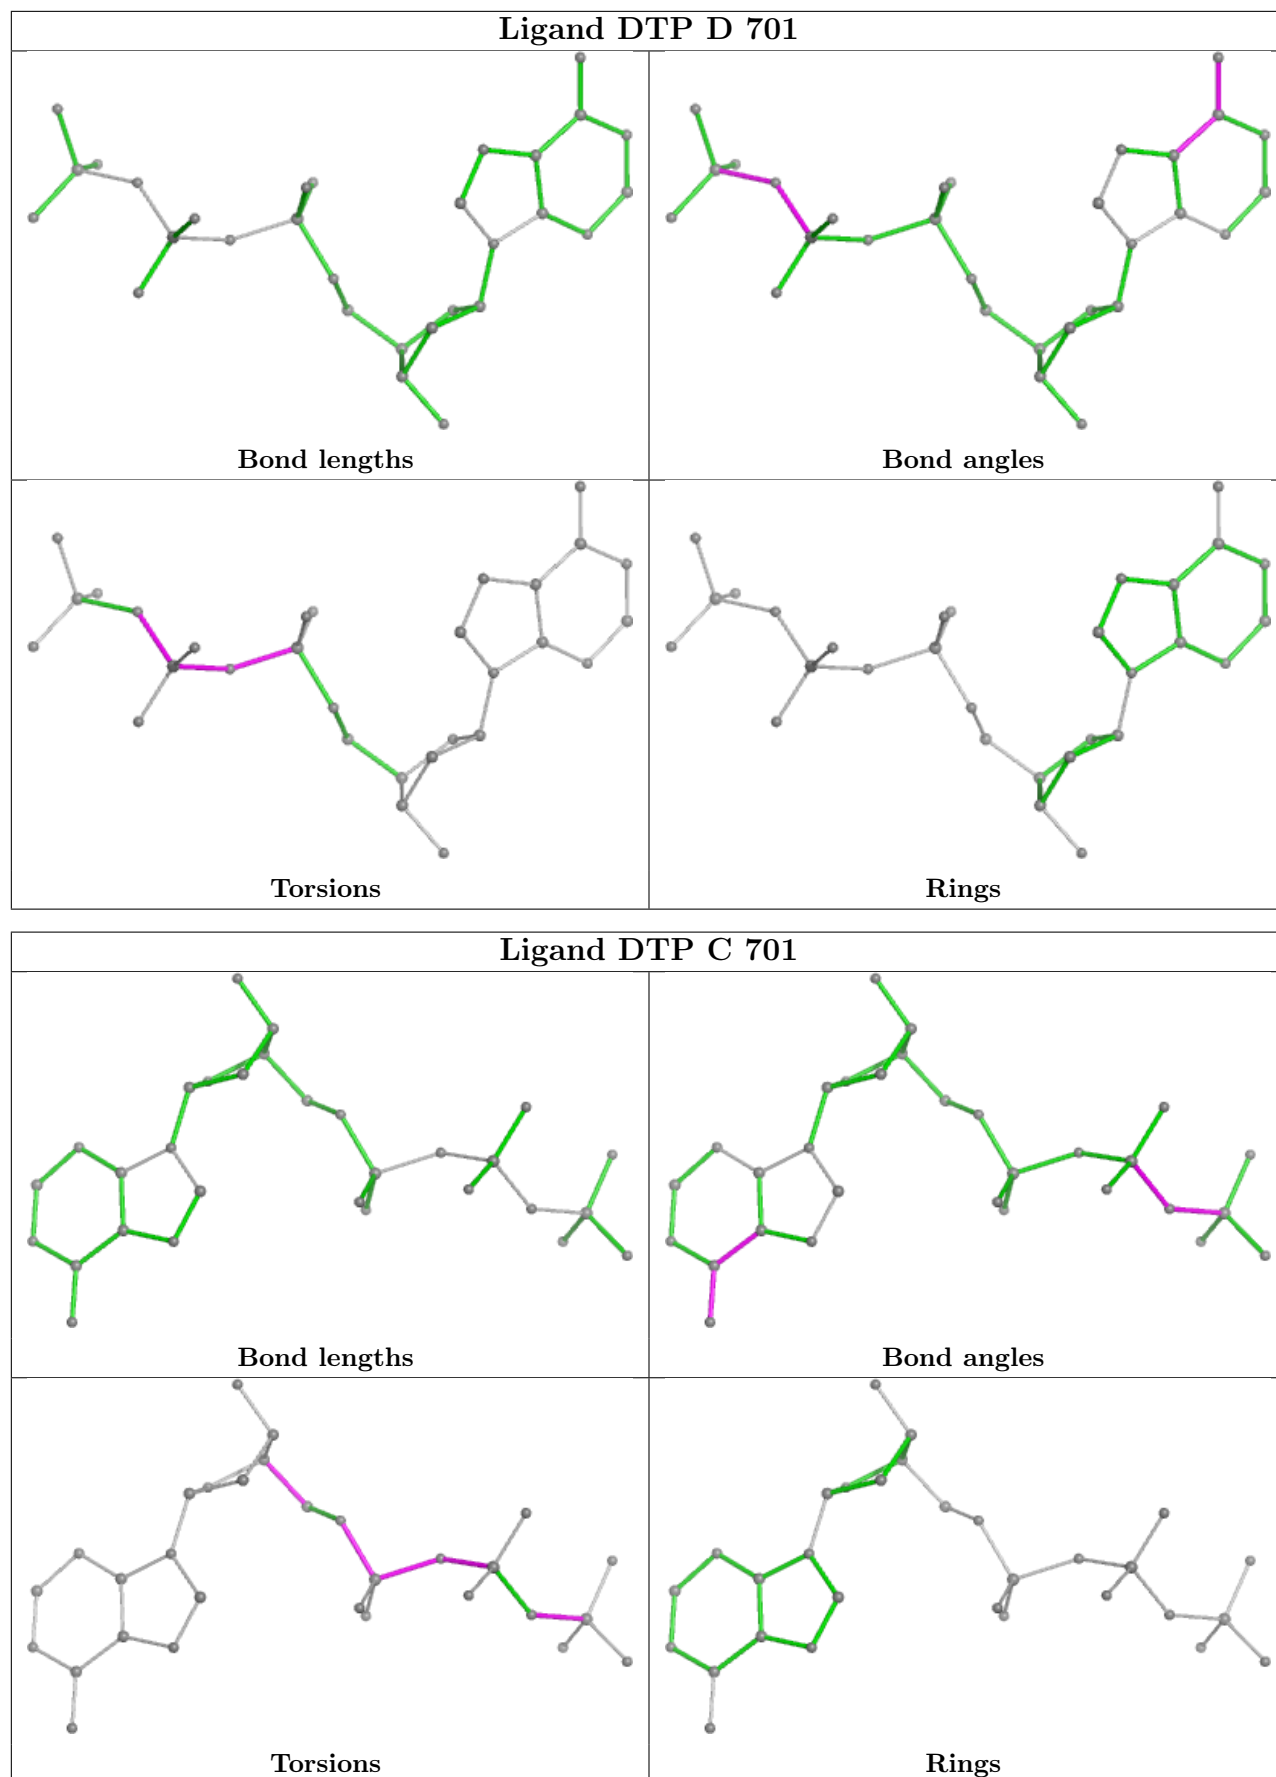 Ligand DTP D 701
Bond lengths
Bond angles
Torsions
Rings
Ligand DTP C 701
Bond lengths
Bond angles
Torsions
Rings